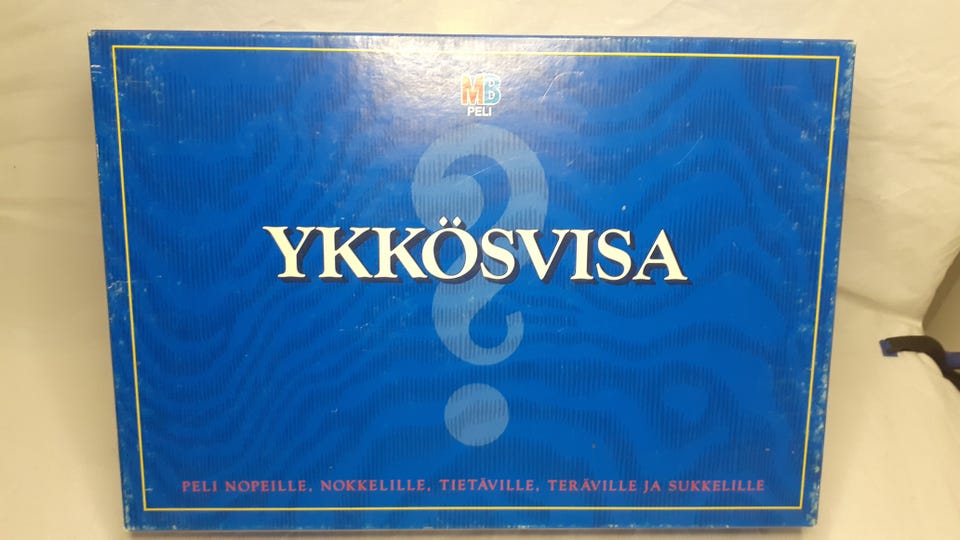 MB
PELI
YKKÖSVISA
PELI NOPEILLE, NOKKELILLE, TIETÄVILLE, TERÄVILLE JA SUKKELILLE